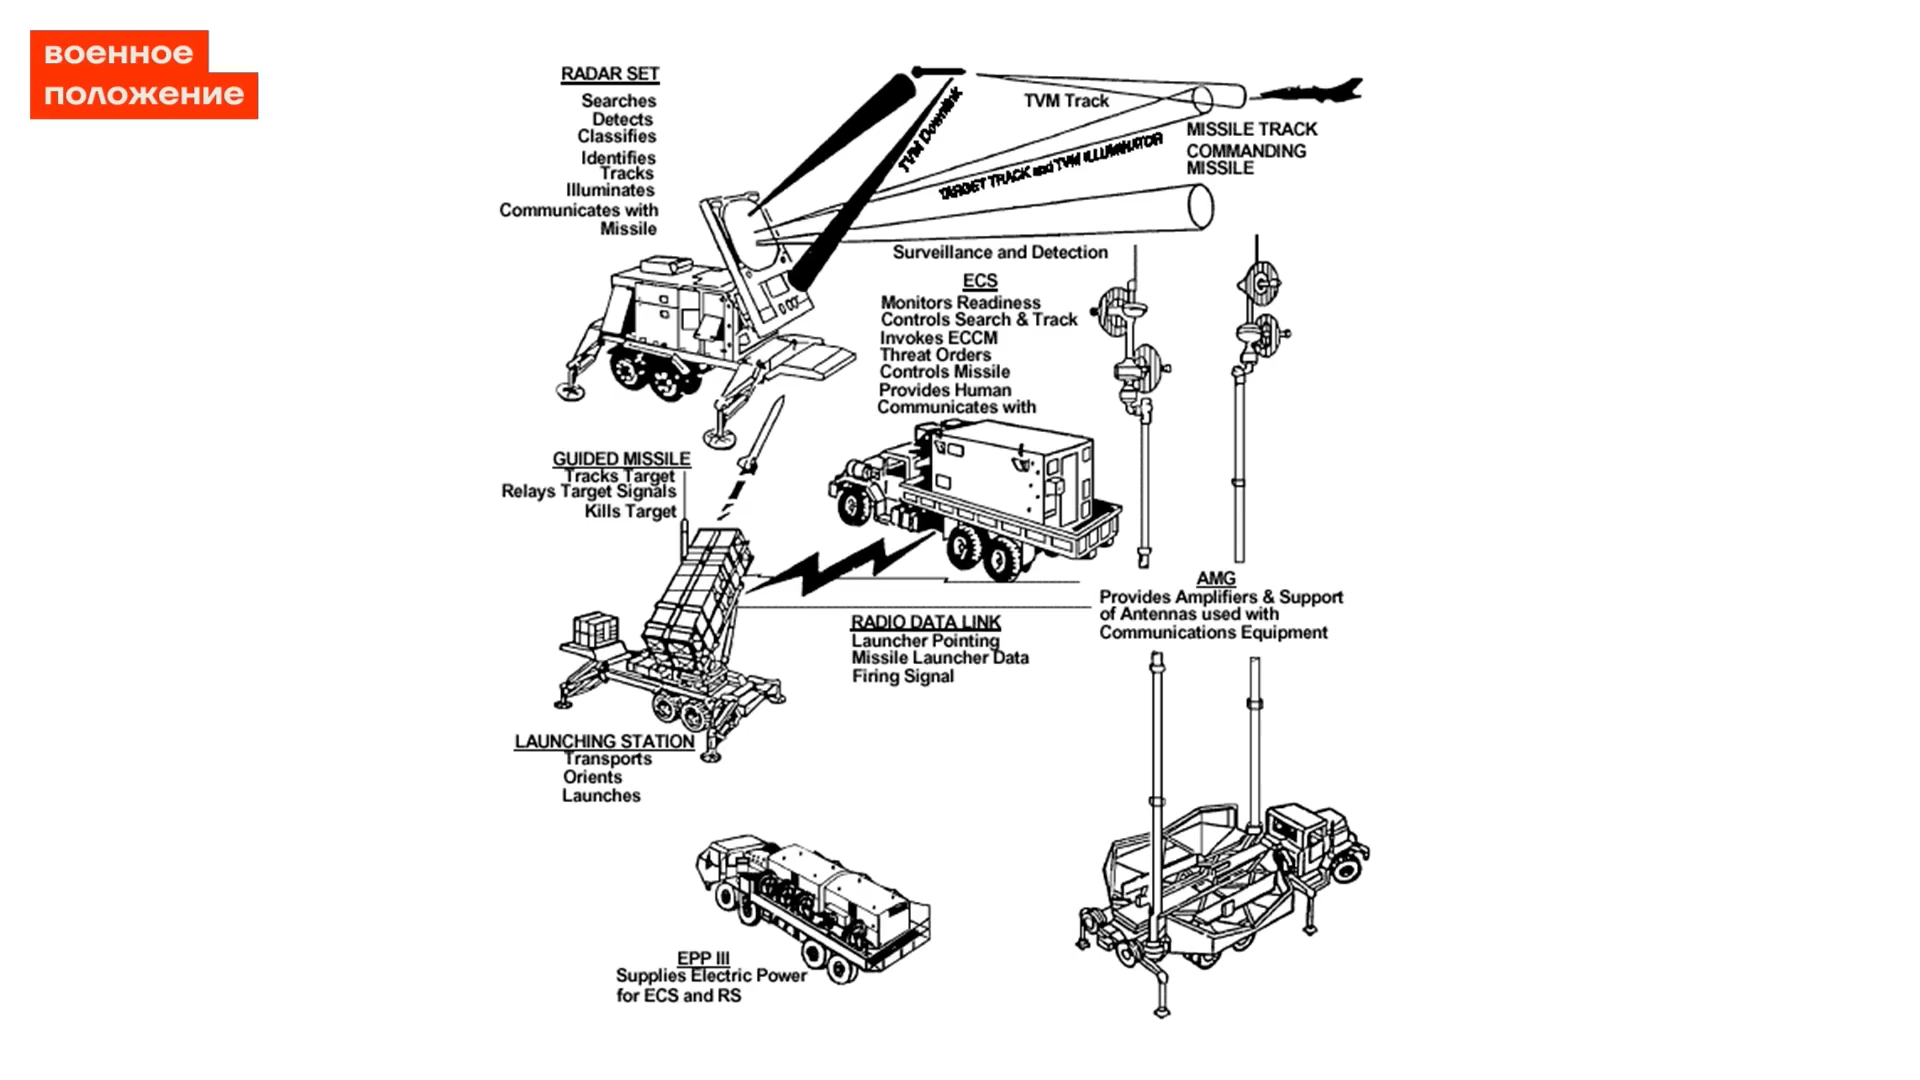 военное
положение
RADAR SET
Searches
Detects
Classifies
Identifies
Tracks
Illuminates
Communicates with
Missile
TVM Downlink
TVM Track
TARGET TRACK and TVM ILLUMINATOR
MISSILE TRACK
COMMANDING
MISSILE
Surveillance and Detection
ECS
Monitors Readiness
Controls Search & Track
Invokes ECCM
Threat Orders
Controls Missile
Provides Human
Communicates with
GUIDED MISSILE
Tracks Target
Relays Target Signals
Kills Target
AMG
Provides Amplifiers & Support
of Antennas used with
Communications Equipment
RADIO DATA LINK
Launcher Pointing
Missile Launcher Data
Firing Signal
LAUNCHING STATION
Transports
Orients
Launches
EPP III
Supplies Electric Power
for ECS and RS